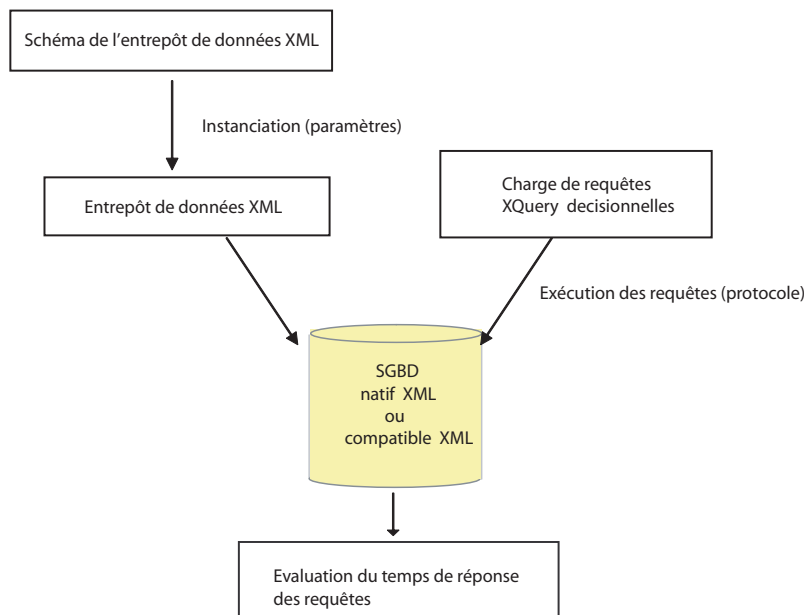 Schéma de l'entrepôt de données XML
Instanciation (paramètres)
Entrepôt de données XML
Charge de requêtes
XQuery decisionnelles
Exécution des requêtes (protocole)
SGBD
natif XML
ou
compatible XML
Evaluation du temps de réponse
des requêtes